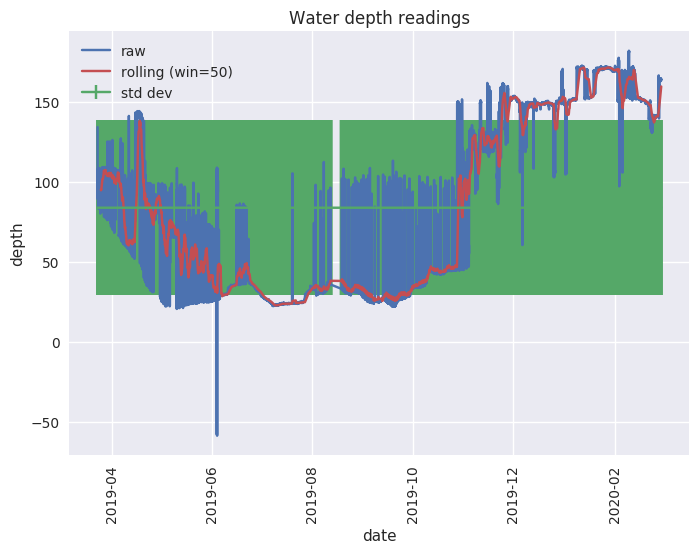 Water depth readings
raw
rolling (win=50)
std dev
depth
150
100
50
0
−50
2019-04
2019-06
2019-08
2019-10
2019-12
2020-02
date